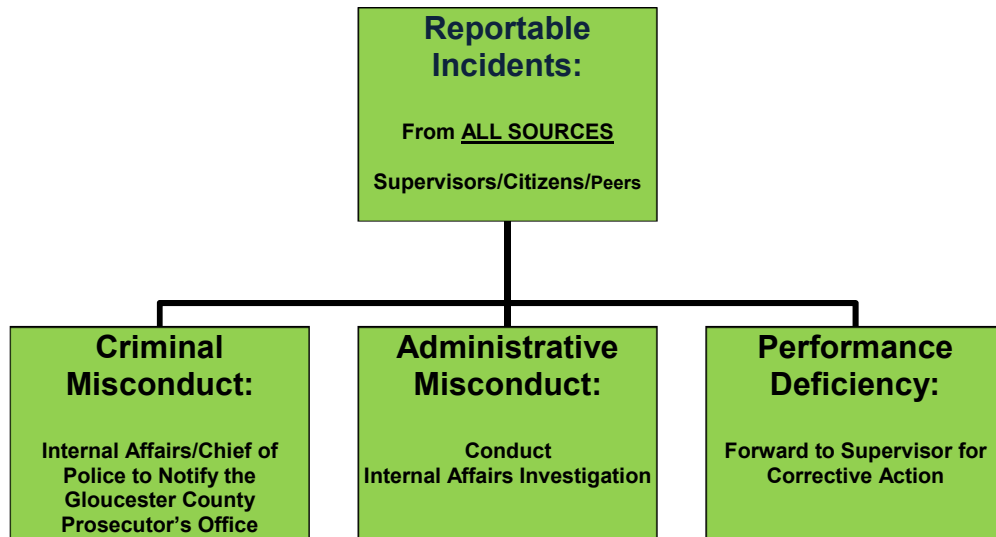 Reportable
Incidents:
From ALL SOURCES
Supervisors/Citizens/Peers
Criminal
Misconduct:
Internal Affairs/Chief of
Police to Notify the
Gloucester County
Prosecutor’s Office
Administrative
Misconduct:
Conduct
Internal Affairs Investigation
Performance
Deficiency:
Forward to Supervisor for
Corrective Action